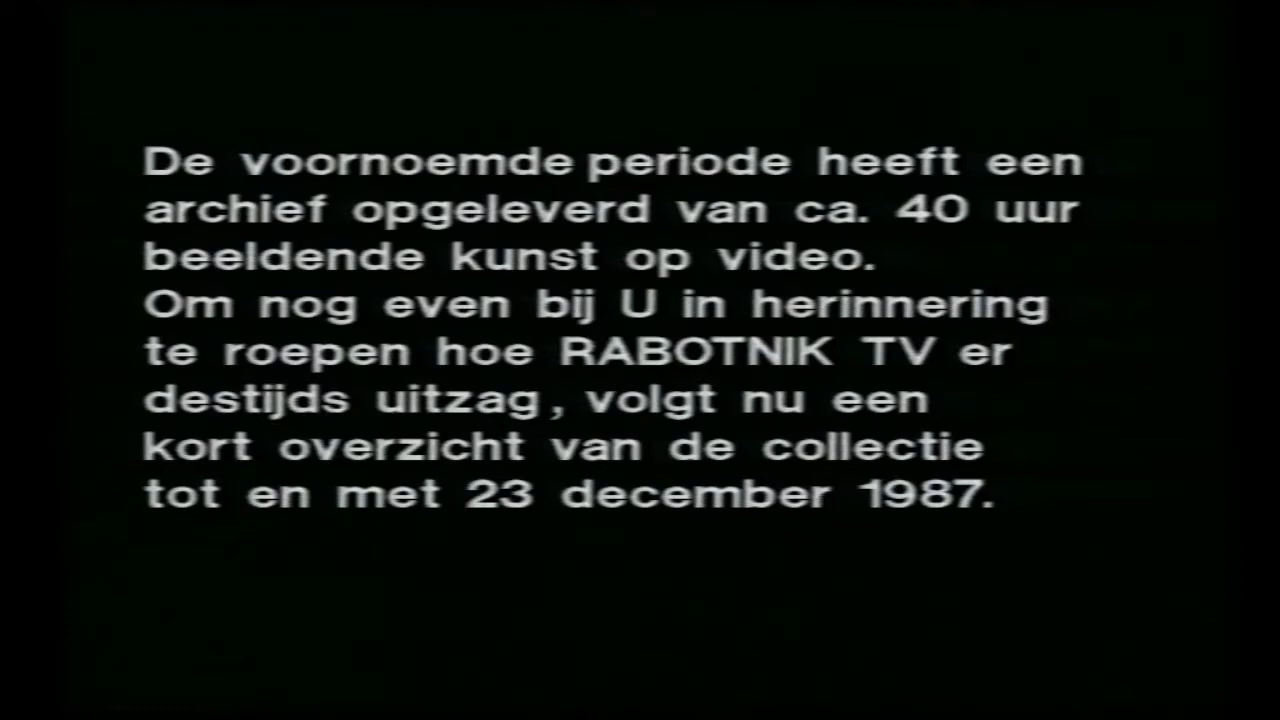 De voornoemde periode heeft een
archief opgeleverd van ca. 40 uur
beeldende kunst op video.
Om nog even bij U in herinnering
te roepen hoe RABOTNIK TV er
destijds uitzag, volgt nu een
kort overzicht van de collectie
tot en met 23 december 1987.